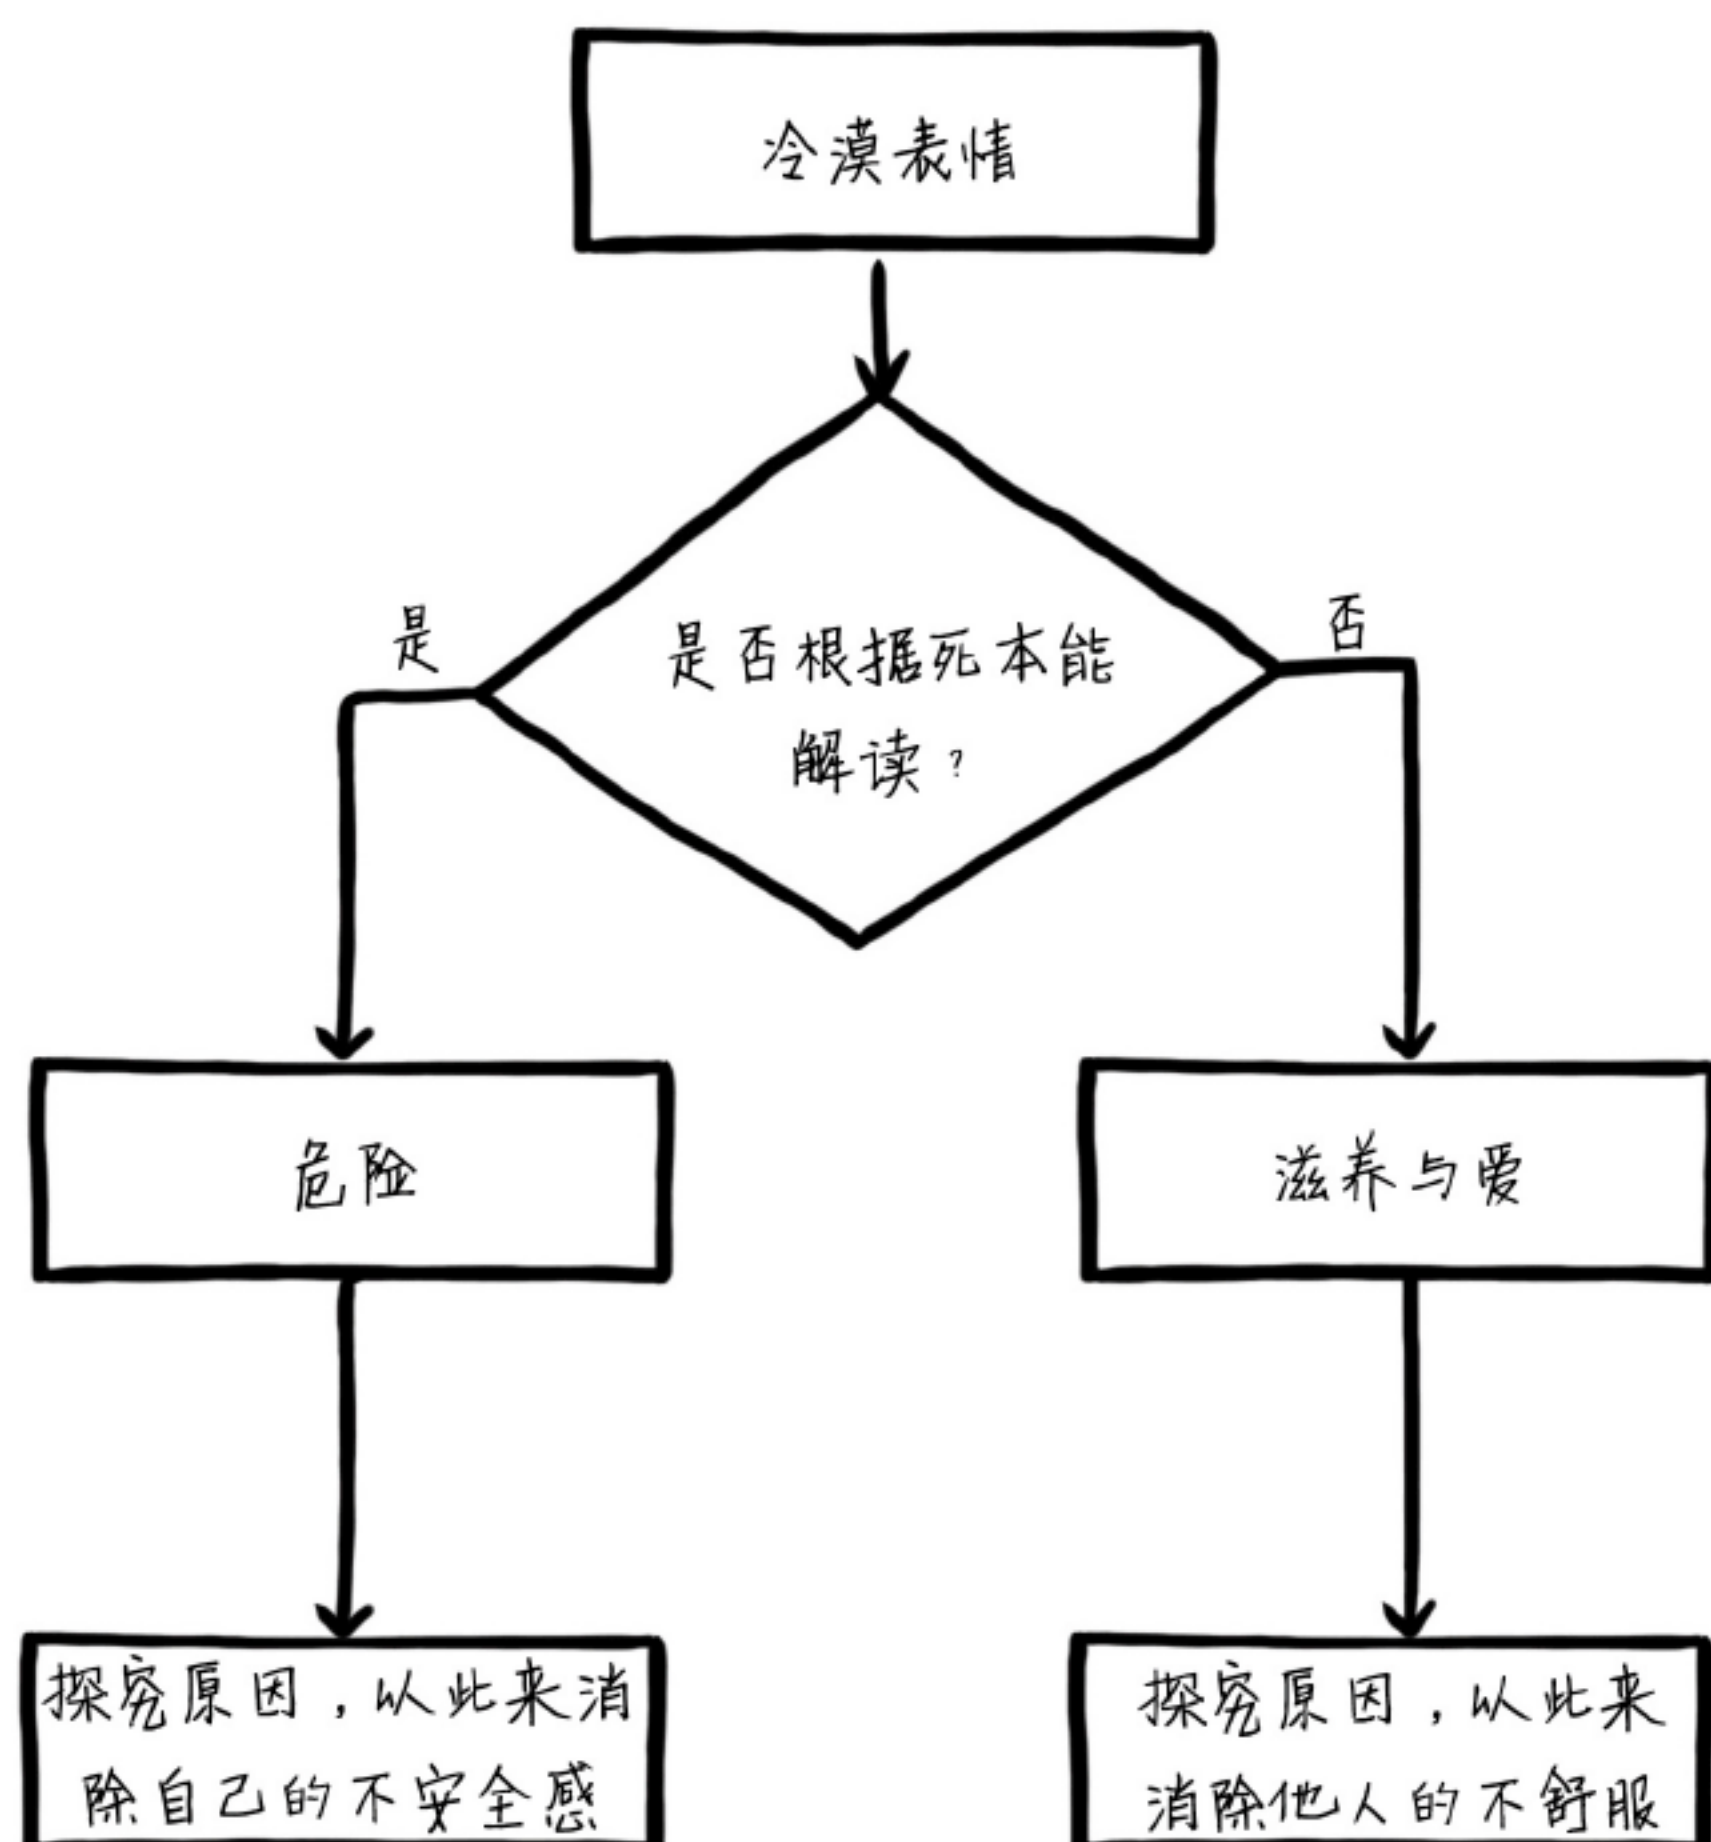 冷漠表情
是
否
是否根据死本能
解读？
危险
滋养与爱
探究原因，以此来消
除自己的不安全感
探究原因，以此来
消除他人的不舒服